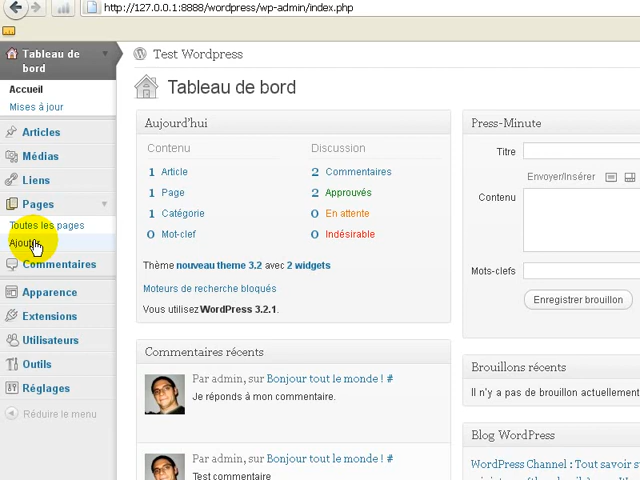 http://127.0.0.1:8888/wordpress/wp-admin/index.php
Tableau de
bord
Accueil
Mises à jour
Articles
Médias
Liens
Pages
Toutes les pages
Ajouter
Commentaires
Apparence
Extensions
Utilisateurs
Outils
Réglages
Réduire le menu
Test Wordpress
Tableau de bord
Aujourd'hui
Contenu
Discussion
1 Article
2 Commentaires
1 Page
2 Approuvés
1 Catégorie
0 En attente
0 Mot-clef
0 Indésirable
Thème nouveau theme 3.2 avec 2 widgets
Moteurs de recherche bloqués
Vous utilisez WordPress 3.2.1.
Commentaires récents
Par admin, sur Bonjour tout le monde ! #
Je réponds à mon commentaire.
Par admin, sur Bonjour tout le monde ! #
Test commentaire
Press-Minute
Titre
Envoyer/Insérer
Contenu
Mots-clefs
Enregistrer brouillon
Brouillons récents
Il n'y a pas de brouillon actuellement
Blog WordPress
WordPress Channel : Tout savoir s